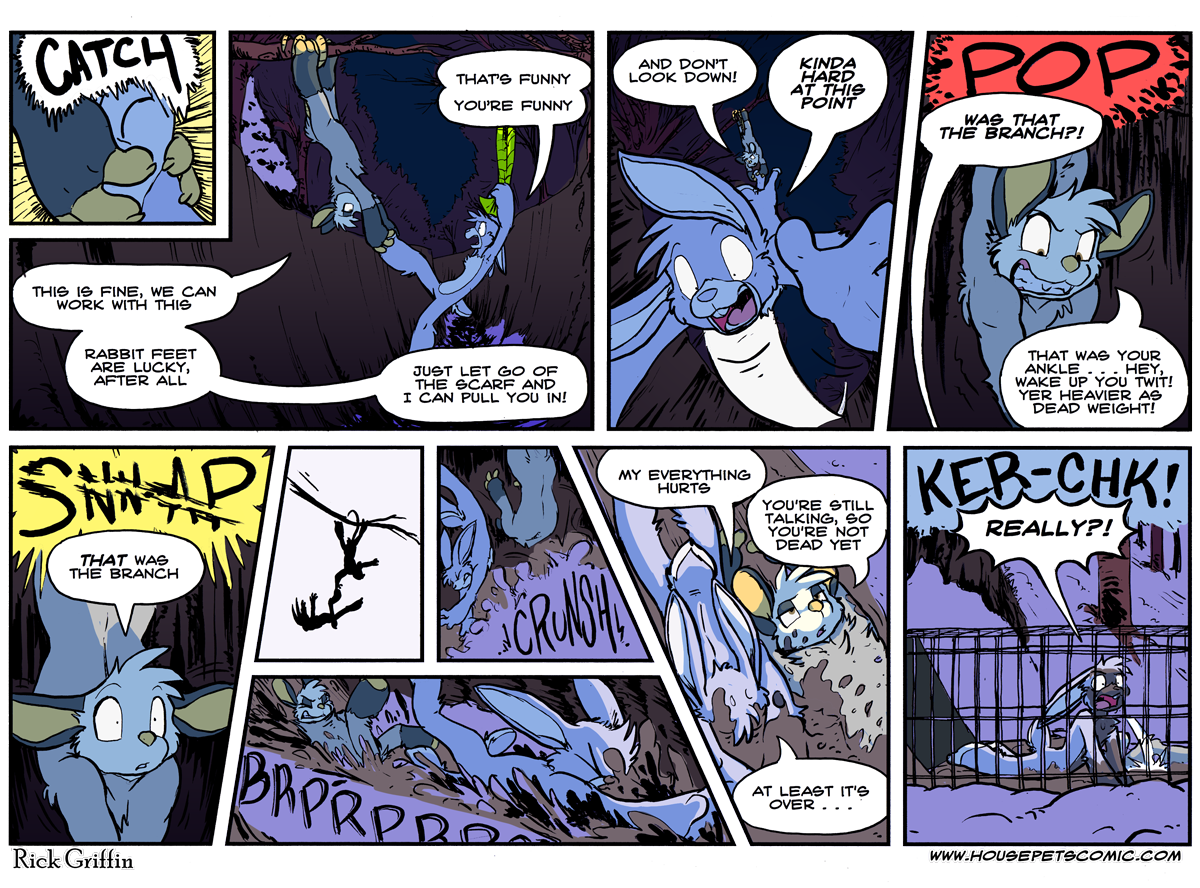 CATCH
THAT'S FUNNY
YOU'RE FUNNY
THIS IS FINE, WE CAN
WORK WITH THIS
RABBIT FEET
ARE LUCKY,
AFTER ALL
JUST LET GO OF
THE SCARF AND
I CAN PULL YOU IN!
AND DON'T
LOOK DOWN!
KINDA
HARD
AT THIS
POINT
POP
WAS THAT
THE BRANCH?!
THAT WAS YOUR
ANKLE . . . HEY,
WAKE UP YOU TWIT!
YER HEAVIER AS
DEAD WEIGHT!
SNAP
THAT WAS
THE BRANCH
CRUNSH
BRPRPRPBRP
MY EVERYTHING
HURTS
YOU'RE STILL
TALKING, SO
YOU'RE NOT
DEAD YET
AT LEAST IT'S
OVER . . .
KER-CHK!
REALLY?!
Rick Griffin
WWW.HOUSEPETSCOMIC.COM